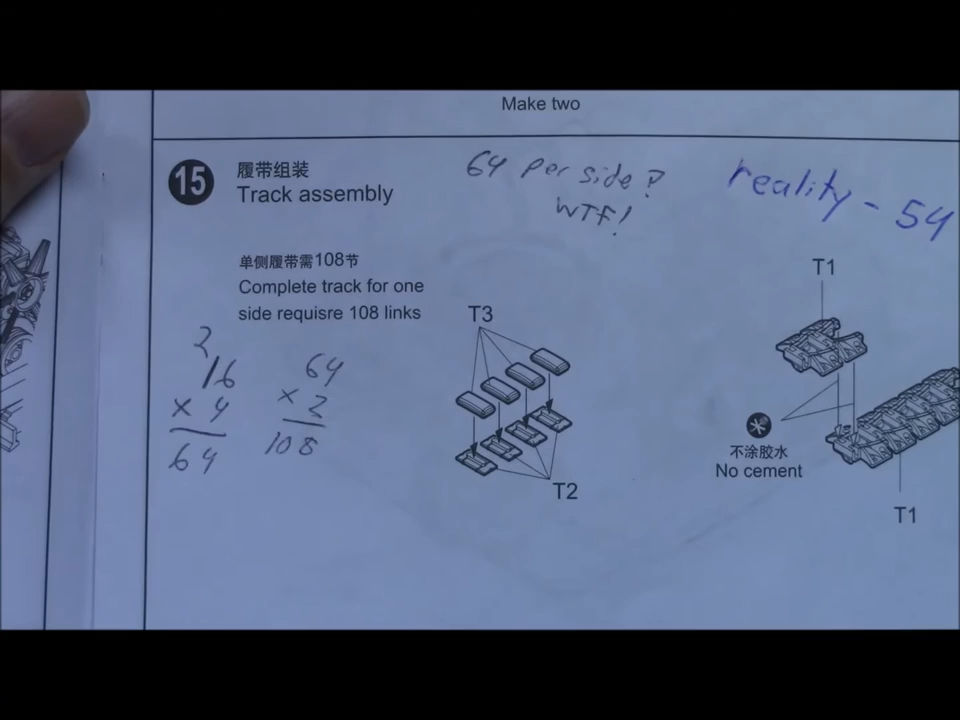 Make two
15
履带组装
Track assembly
64 per side?
WTF!
reality - 54
单侧履带需108节
Complete track for one
side requisre 108 links
2
16
× 4
64
64
× 2
108
T3
T2
T1
不涂胶水
No cement
T1